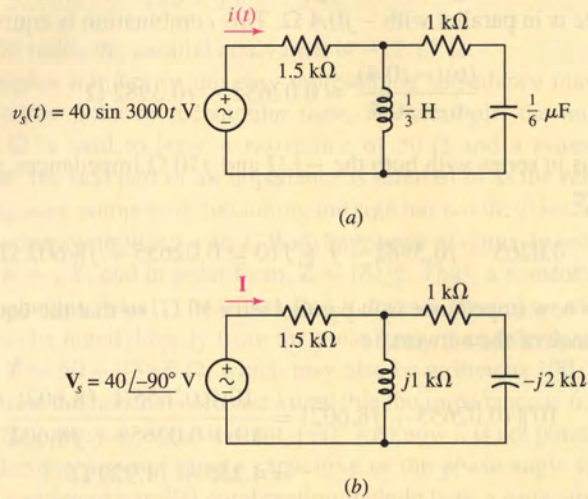 i(t)
1 kΩ
1.5 kΩ
v_s(t) = 40 sin 3000t V
+
−
1/3 H
1/6 μF
(a)
I
1 kΩ
1.5 kΩ
V_s = 40/−90° V
+
−
j1 kΩ
−j2 kΩ
(b)